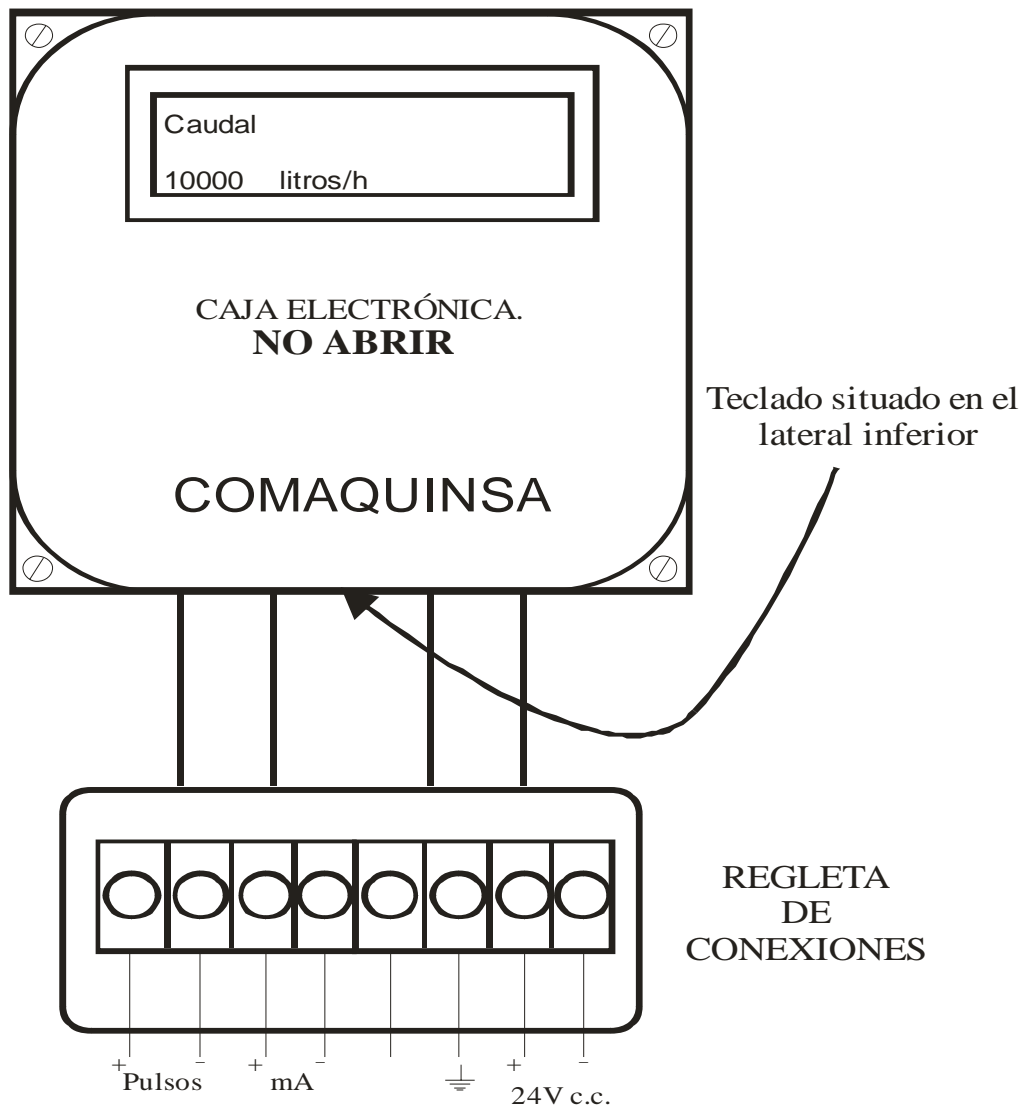 Caudal
10000 litros/h
CAJA ELECTRÓNICA.
NO ABRIR
Teclado situado en el
lateral inferior
COMAQUINSA
REGLETA
DE
CONEXIONES
+ - + - + -
Pulsos mA
24V c.c.